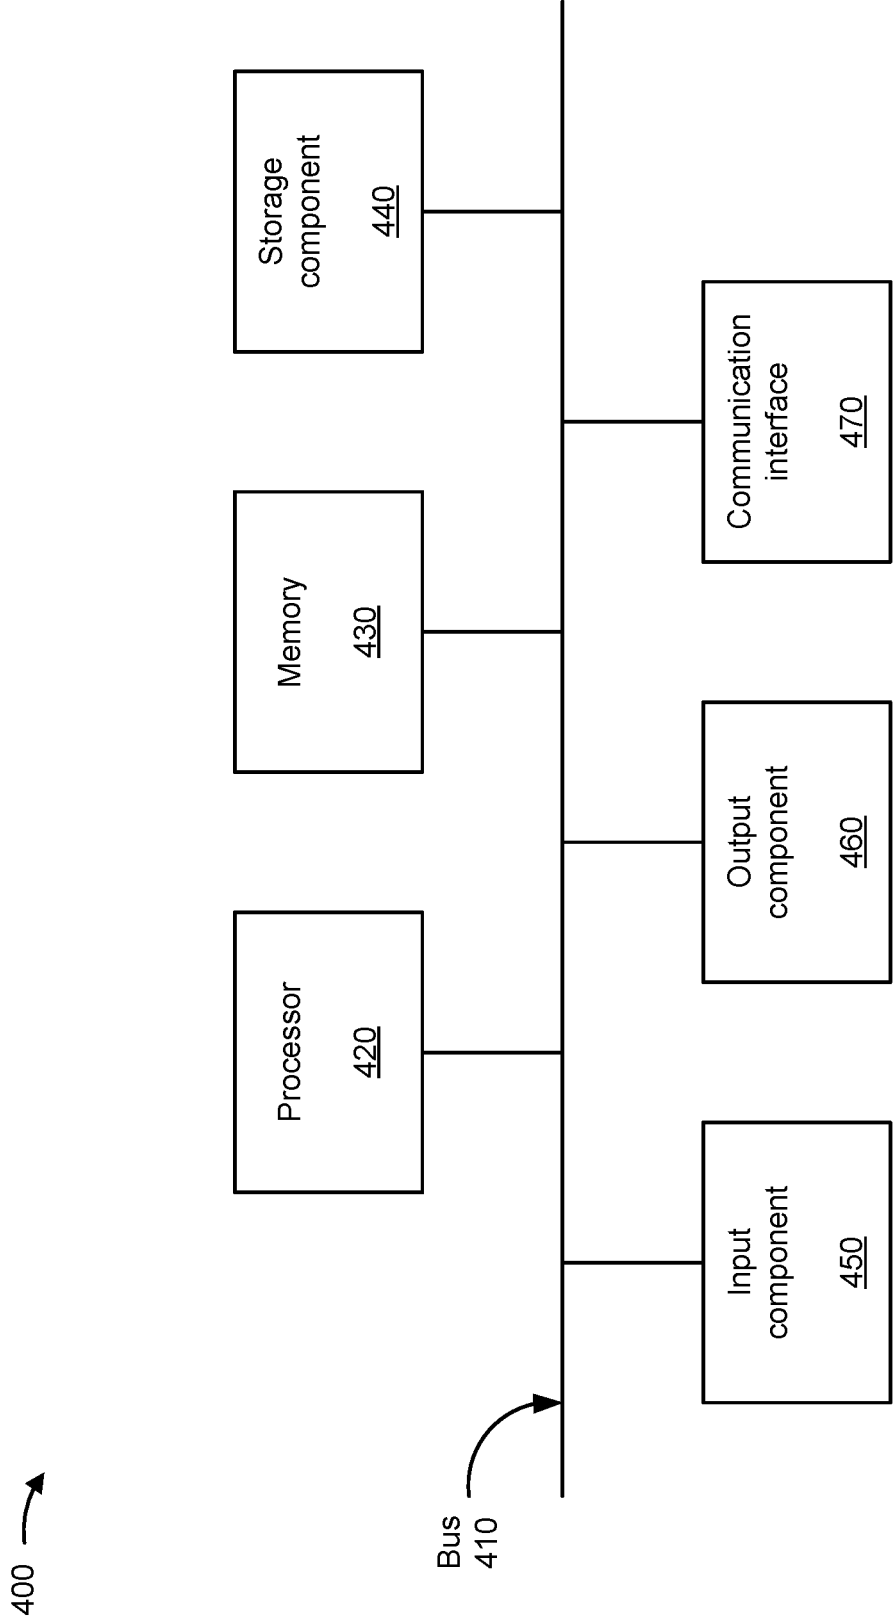 400
Processor
420
Memory
430
Storage
component
440
Bus
410
Input
component
450
Output
component
460
Communication
interface
470